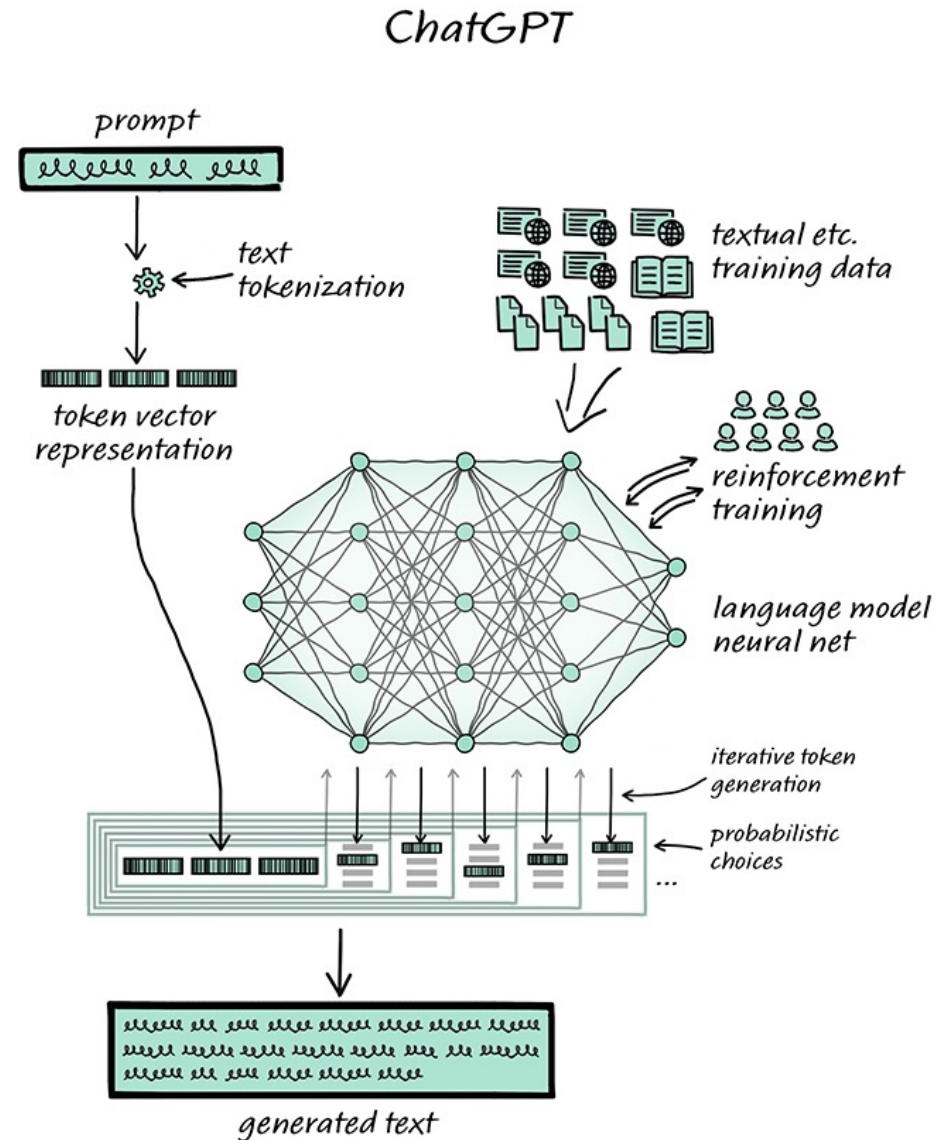 ChatGPT
prompt
text
tokenization
token vector
representation
textual etc.
training data
reinforcement
training
language model
neural net
iterative token
generation
probabilistic
choices
...
generated text